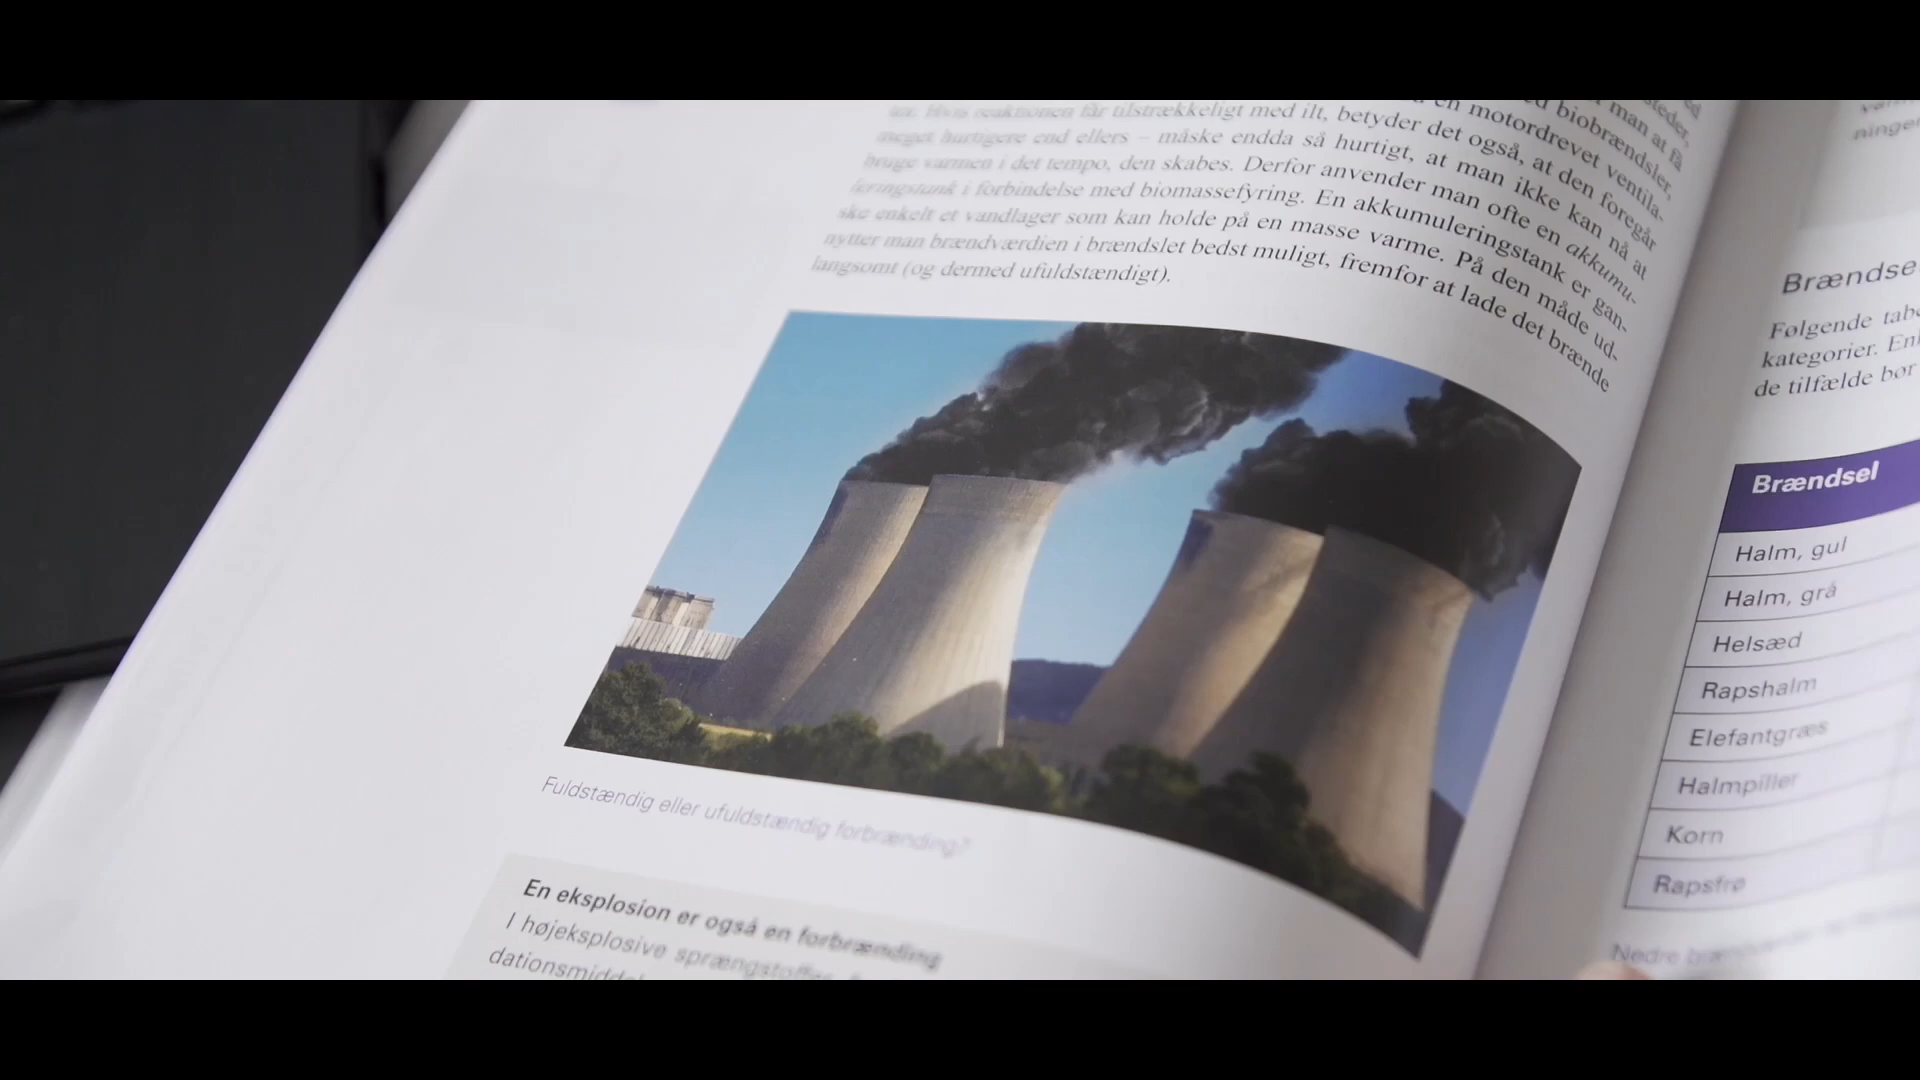 man at få
en motordrevet ventila-
Hvis reaktionen får tilstrækkeligt med ilt, betyder det også, at den foregår
meget hurtigere end ellers – måske endda så hurtigt, at man ikke kan nå at
bruge varmen i det tempo, den skabes. Derfor anvender man ofte en akkumu-
leringstank i forbindelse med biomassefyring. En akkumuleringstank er gan-
ske enkelt et vandlager som kan holde på en masse varme. På den måde ud-
nytter man brændværdien i brændslet bedst muligt, fremfor at lade det brænde
langsomt (og dermed ufuldstændigt).
Fuldstændig eller ufuldstændig forbrænding?
En eksplosion er også en forbrænding
I højeksplosive sprængstoffer
Følgende
kategorier.
de tilfælde bør
Brændsel
Halm, gul
Halm, grå
Helsæd
Rapshalm
Elefantgræs
Halmpiller
Korn
Rapsfrø
Nedre